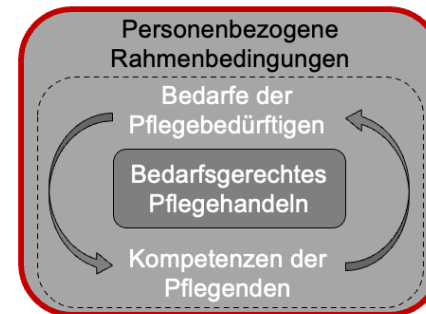 Personenbezogene
Rahmenbedingungen
Bedarfe der
Pflegebedürftigen
Bedarfsgerechtes
Pflegehandeln
Kompetenzen der
Pflegenden